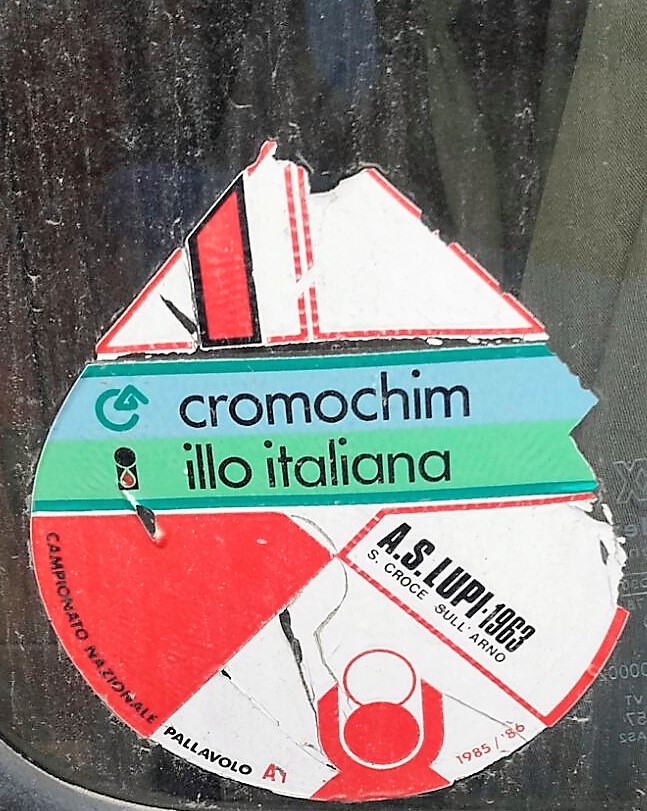 cromochim
illo italiana
A.S. LUPI·1963
S. CROCE SULL'ARNO
CAMPIONATO NAZIONALE
PALLAVOLO A1
1985/'86